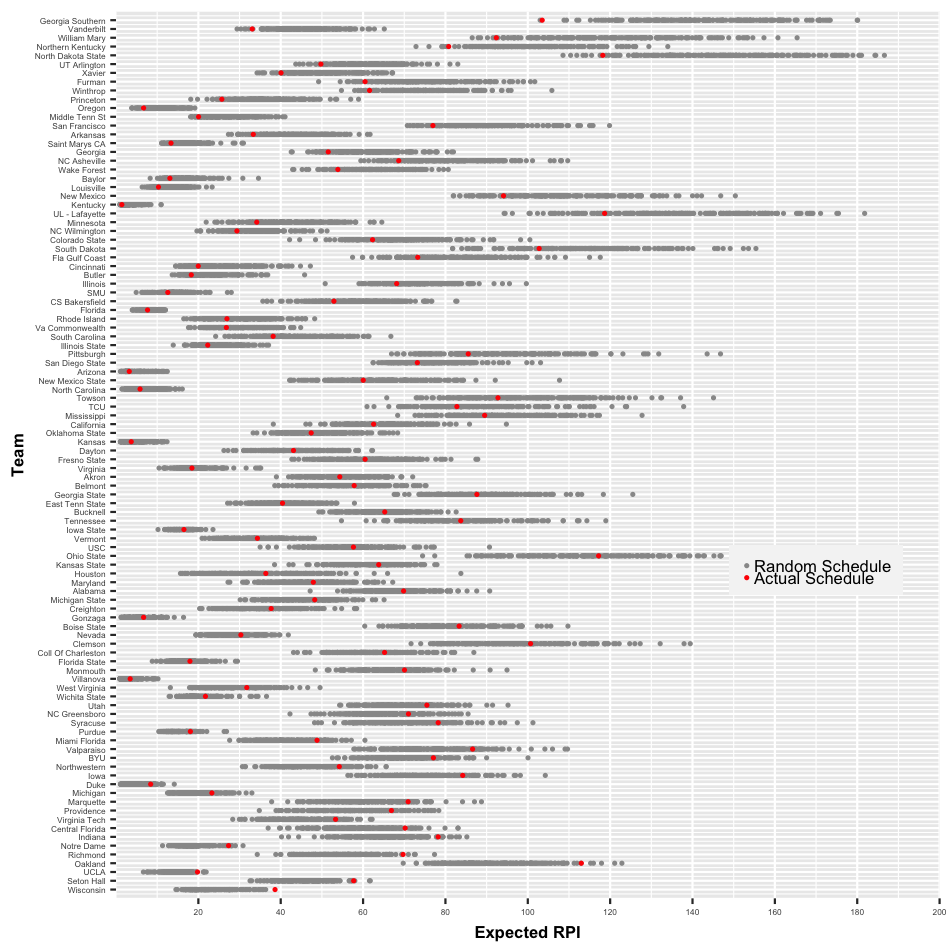 Georgia Southern
Vanderbilt
William Mary
Northern Kentucky
North Dakota State
UT Arlington
Xavier
Furman
Winthrop
Princeton
Oregon
Middle Tenn St
San Francisco
Arkansas
Saint Marys CA
Georgia
NC Asheville
Wake Forest
Baylor
Louisville
New Mexico
Kentucky
UL - Lafayette
Minnesota
NC Wilmington
Colorado State
South Dakota
Fla Gulf Coast
Cincinnati
Butler
Illinois
SMU
CS Bakersfield
Florida
Rhode Island
Va Commonwealth
South Carolina
Illinois State
Pittsburgh
San Diego State
Arizona
New Mexico State
North Carolina
Towson
TCU
Mississippi
California
Oklahoma State
Kansas
Dayton
Fresno State
Virginia
Akron
Belmont
Georgia State
East Tenn State
Bucknell
Tennessee
Iowa State
Vermont
USC
Ohio State
Kansas State
Houston
Maryland
Alabama
Michigan State
Creighton
Gonzaga
Boise State
Nevada
Clemson
Coll Of Charleston
Florida State
Monmouth
Villanova
West Virginia
Wichita State
Utah
NC Greensboro
Syracuse
Purdue
Miami Florida
Valparaiso
BYU
Northwestern
Iowa
Duke
Michigan
Marquette
Providence
Virginia Tech
Central Florida
Indiana
Notre Dame
Richmond
Oakland
UCLA
Seton Hall
Wisconsin
Team
Random Schedule
Actual Schedule
20 40 60 80 100 120 140 160 180 200
Expected RPI